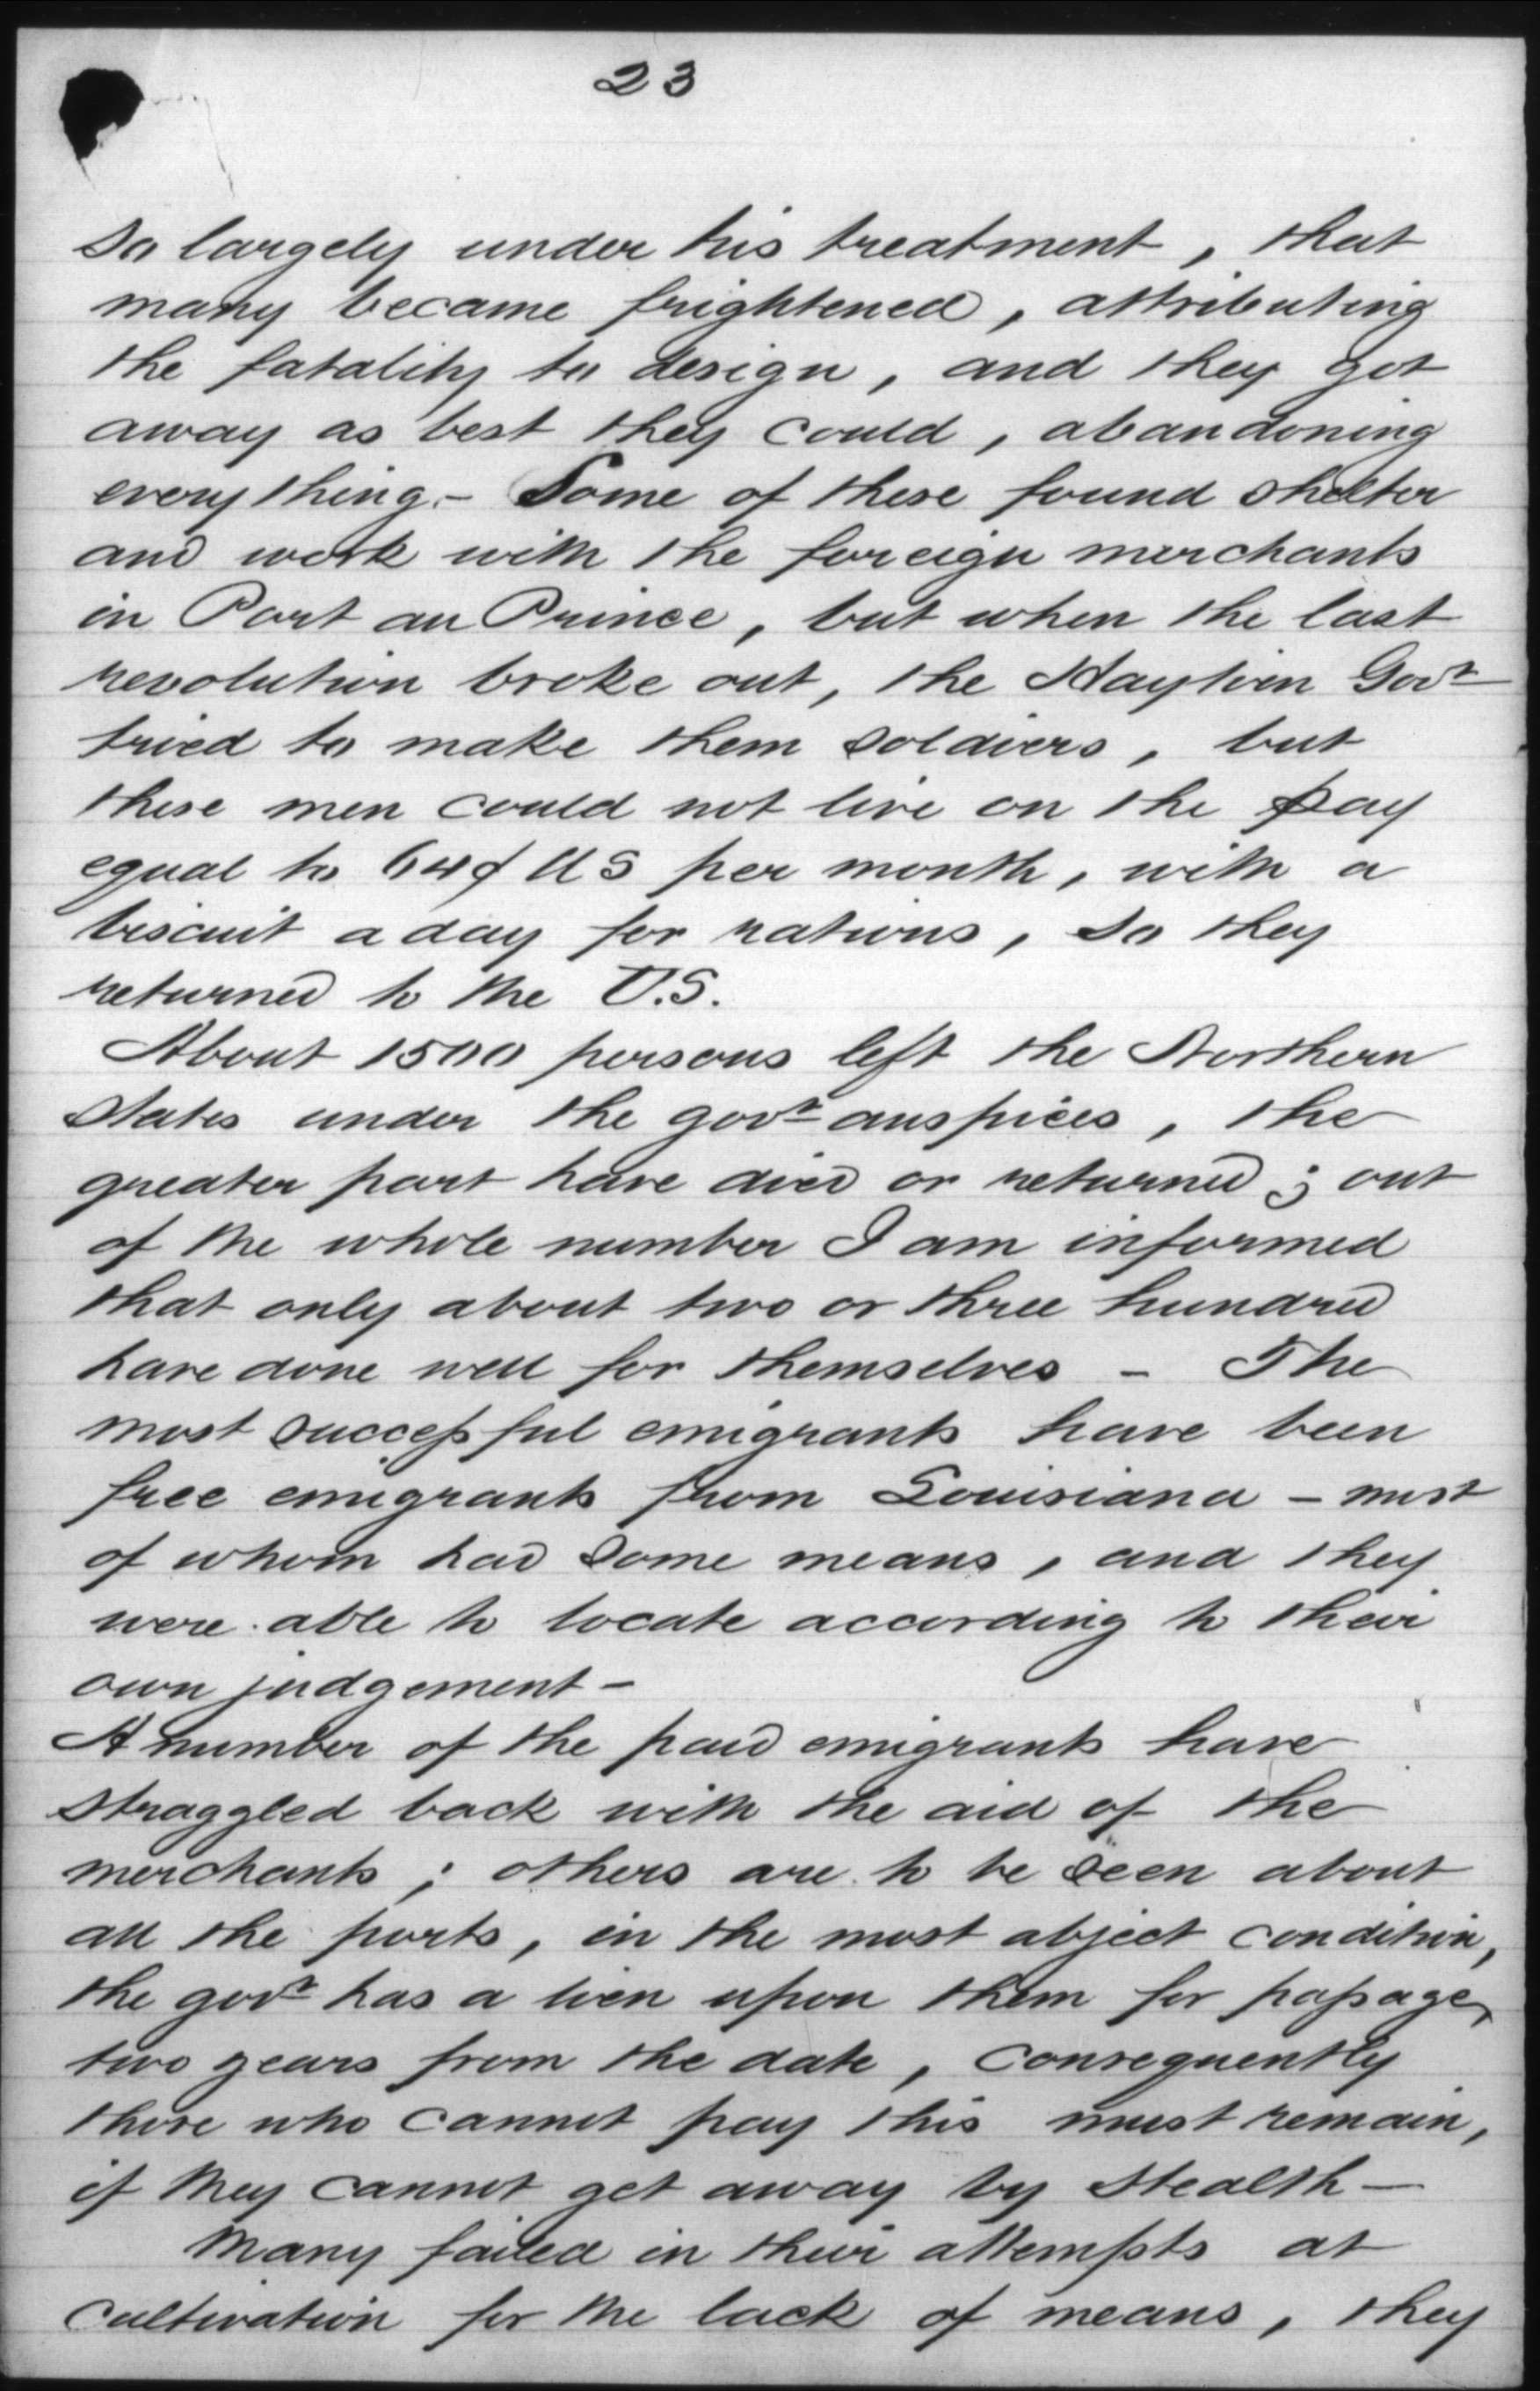 23
so largely under his treatment, that
many became frightened, attributing
the fatality to design, and they got
away as best they could, abandoning
everything. - Some of these found shelter
and work with the foreign merchants
in Port au Prince, but when the last
revolution broke out, the Haytien Govt
tried to make them soldiers, but
these men could not live on the pay
equal to 64¢ US per month, with a
biscuit a day for rations, so they
returned to the U.S.
About 1500 persons left the Northern
States under the govt auspices, the
greater part have died or returned; out
of the whole number I am informed
that only about two or three hundred
have done well for themselves - The
most successful emigrants have been
free emigrants from Louisiana - most
of whom had some means, and they
were able to locate according to their
own judgement -
A number of the paid emigrants have
straggled back with the aid of the
merchants; others are to be seen about
all the ports, in the most abject condition,
the govt has a lien upon them for passage,
two years from the date, consequently
those who cannot pay this must remain,
if they cannot get away by stealth -
Many failed in their attempts at
cultivation for the lack of means, they